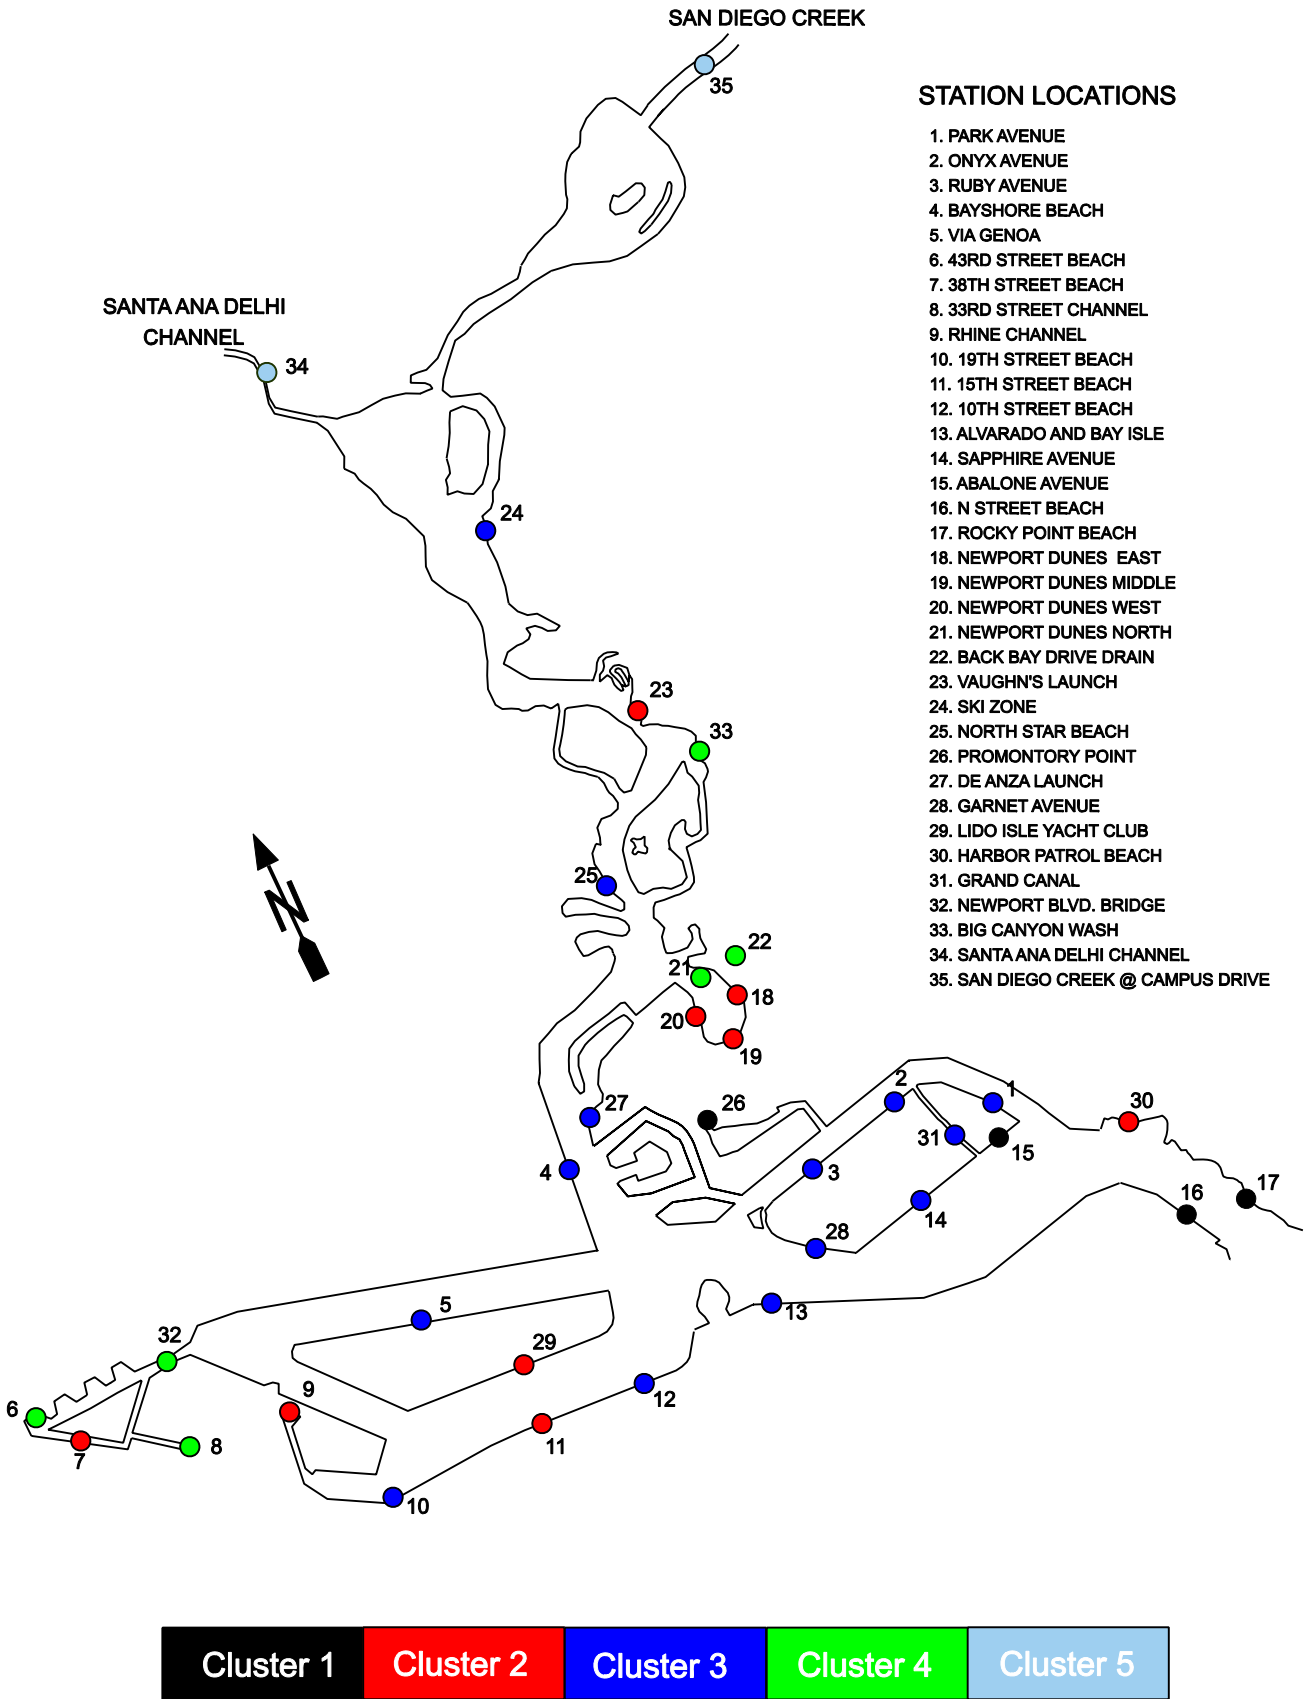 SAN DIEGO CREEK
35
STATION LOCATIONS
1. PARK AVENUE
2. ONYX AVENUE
3. RUBY AVENUE
4. BAYSHORE BEACH
5. VIA GENOA
6. 43RD STREET BEACH
7. 38TH STREET BEACH
8. 33RD STREET CHANNEL
9. RHINE CHANNEL
10. 19TH STREET BEACH
11. 15TH STREET BEACH
12. 10TH STREET BEACH
13. ALVARADO AND BAY ISLE
14. SAPPHIRE AVENUE
15. ABALONE AVENUE
16. N STREET BEACH
17. ROCKY POINT BEACH
18. NEWPORT DUNES  EAST
19. NEWPORT DUNES MIDDLE
20. NEWPORT DUNES WEST
21. NEWPORT DUNES NORTH
22. BACK BAY DRIVE DRAIN
23. VAUGHN'S LAUNCH
24. SKI ZONE
25. NORTH STAR BEACH
26. PROMONTORY POINT
27. DE ANZA LAUNCH
28. GARNET AVENUE
29. LIDO ISLE YACHT CLUB
30. HARBOR PATROL BEACH
31. GRAND CANAL
32. NEWPORT BLVD. BRIDGE
33. BIG CANYON WASH
34. SANTA ANA DELHI CHANNEL
35. SAN DIEGO CREEK @ CAMPUS DRIVE
SANTA ANA DELHI
CHANNEL
34
24
23
33
25
N
22
21
18
20
19
2
1
27
26
30
31
15
4
3
17
16
14
28
5
13
32
29
9
12
6
7
8
11
10
Cluster 1
Cluster 2
Cluster 3
Cluster 4
Cluster 5